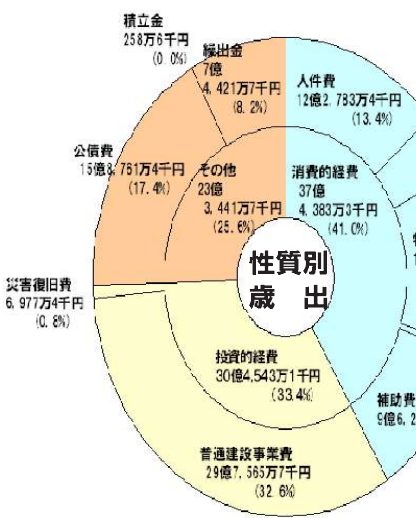 積立金
258万6千円
(0.0%)
繰出金
7億
4,421万7千円
(8.2%)
人件費
12億2,783万4千円
(13.4%)
公債費
15億8,761万4千円
(17.4%)
その他
23億
3,441万7千円
(25.6%)
消費的経費
37億
4,383万3千円
(41.0%)
性質別
歳 出
災害復旧費
6,977万4千円
(0.8%)
投資的経費
30億4,543万1千円
(33.4%)
補助費
9億6,2
普通建設事業費
29億7,565万7千円
(32.6%)